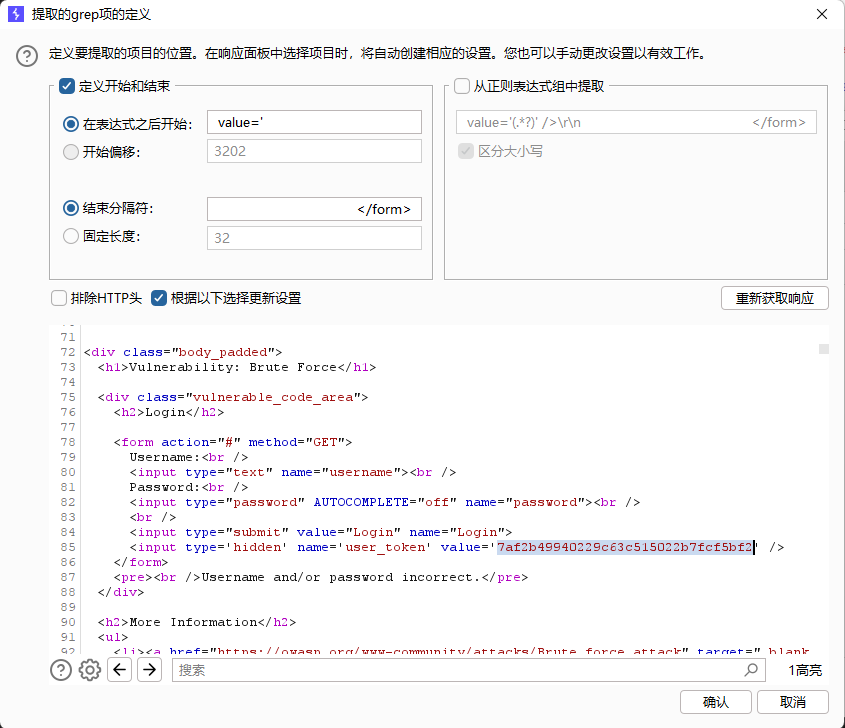 提取的grep项的定义
定义要提取的项目的位置。在响应面板中选择项目时，将自动创建相应的设置。您也可以手动更改设置以有效工作。
定义开始和结束
在表达式之后开始: value='
开始偏移: 3202
结束分隔符: </form>
固定长度: 32
从正则表达式组中提取
value='(.*?)' />\r\n </form>
区分大小写
排除HTTP头 根据以下选择更新设置 重新获取响应
71
72 <div class="body_padded">
73 <h1>Vulnerability: Brute Force</h1>
74
75 <div class="vulnerable_code_area">
76 <h2>Login</h2>
77
78 <form action="#" method="GET">
79 Username:<br />
80 <input type="text" name="username"><br />
81 Password:<br />
82 <input type="password" AUTOCOMPLETE="off" name="password"><br />
83 <br />
84 <input type="submit" value="Login" name="Login">
85 <input type='hidden' name='user_token' value='7af2b49940229c63c515022b7fcf5bf2' />
86 </form>
87 <pre><br />Username and/or password incorrect.</pre>
88 </div>
89
90 <h2>More Information</h2>
91 <ul>
92 <li><a href="https://owasp.org/www-community/attacks/Brute_force_attack" target="_blank
搜索 1高亮
确认 取消